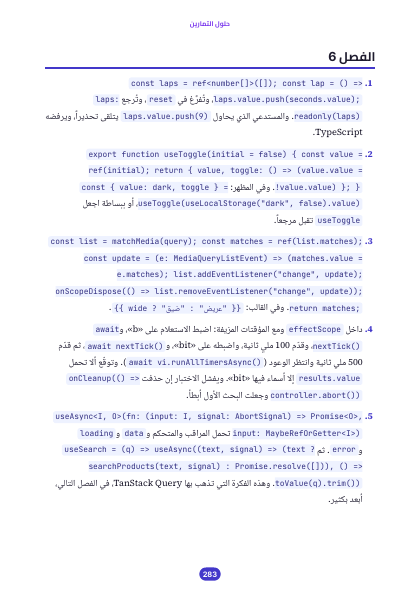 حلول التمارين
الفصل 6
1. const laps = ref<number[]>([]); const lap = () =>
laps.value.push(seconds.value);، وتُفرَّغ في reset، وتُرجع laps:
readonly(laps). والمستدعي الذي يحاول laps.value.push(9) يتلقى تحذيراً، ويرفضه
TypeScript.
2. export function useToggle(initial = false) { const value =
ref(initial); return { value, toggle: () => (value.value =
!value.value) }; }. وفي المظهر: const { value: dark, toggle } =
useToggle(useLocalStorage("dark", false).value)، أو ببساطة اجعل
useToggle تقبل مرجعاً.
3. const list = matchMedia(query); const matches = ref(list.matches);
const update = (e: MediaQueryListEvent) => (matches.value =
e.matches); list.addEventListener("change", update);
onScopeDispose(() => list.removeEventListener("change", update));
return matches;. وفي القالب: {{ wide ? "عريض" : "ضيق" }}.
4. داخل effectScope ومع المؤقتات المزيفة: اضبط الاستعلام على «b»، وawait
nextTick()، وقدّم 100 ملي ثانية، واضبطه على «bit»، و await nextTick()، ثم قدّم
500 ملي ثانية وانتظر الوعود (await vi.runAllTimersAsync()). وتوقّع ألا تحمل
results.value إلا أسماء فيها «bit». ويفشل الاختبار إن حذفت onCleanup(() =>
controller.abort()) وجعلت البحث الأول أبطأ.
5. useAsync<I, O>(fn: (input: I, signal: AbortSignal) => Promise<O>,
input: MaybeRefOrGetter<I>) تحمل المراقب والمتحكم و data و loading
و error. ثم useSearch = (q) => useAsync((text, signal) => (text ?
searchProducts(text, signal) : Promise.resolve([])), () =>
toValue(q).trim()). وهذه الفكرة التي تذهب بها TanStack Query، في الفصل التالي،
أبعد بكثير.
283